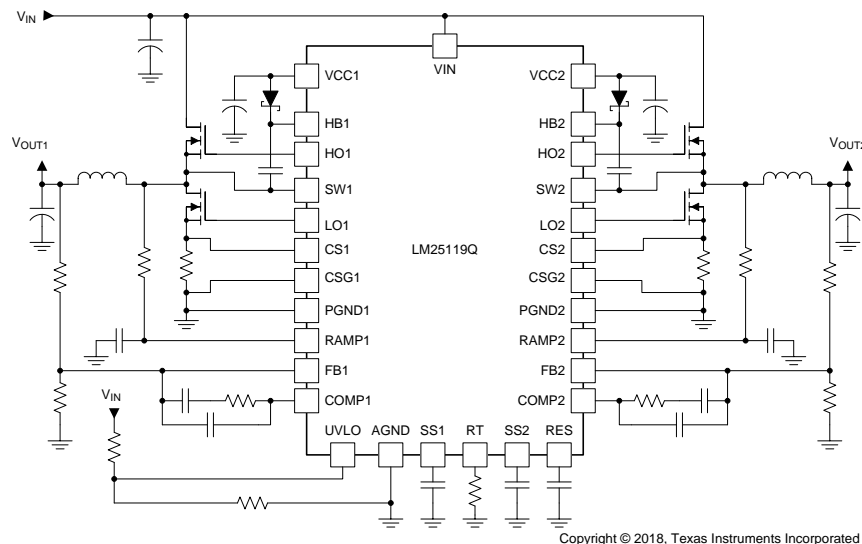 VIN
VIN
VCC1
VCC2
HB1
HB2
VOUT1
VOUT2
HO1
HO2
SW1
SW2
LO1
LO2
CS1
LM25119Q
CS2
CSG1
CSG2
PGND1
PGND2
RAMP1
RAMP2
FB1
FB2
VIN
COMP1
COMP2
UVLO
AGND
SS1
RT
SS2
RES
Copyright © 2018, Texas Instruments Incorporated